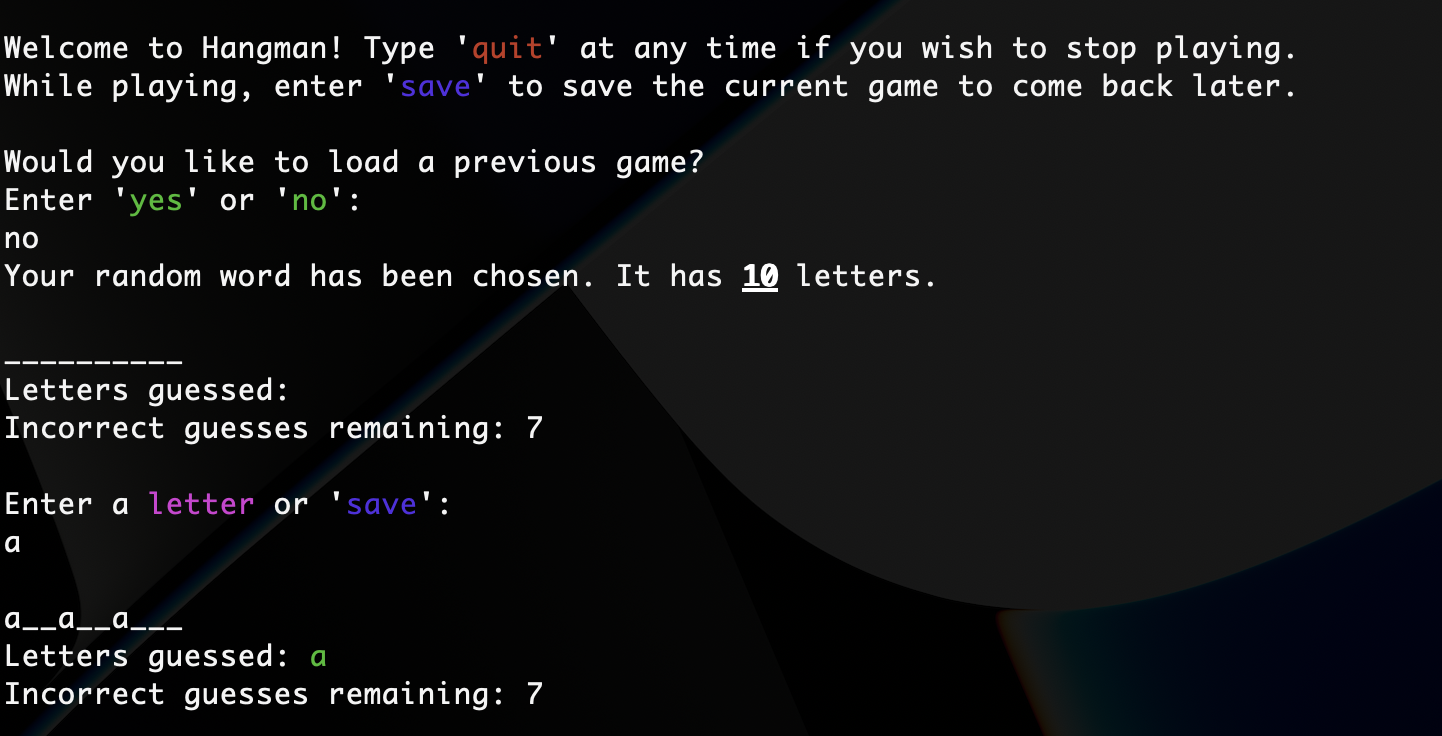 Welcome to Hangman! Type 'quit' at any time if you wish to stop playing.
While playing, enter 'save' to save the current game to come back later.
Would you like to load a previous game?
Enter 'yes' or 'no':
no
Your random word has been chosen. It has 10 letters.
__________
Letters guessed:
Incorrect guesses remaining: 7
Enter a letter or 'save':
a
a__a__a___
Letters guessed: a
Incorrect guesses remaining: 7